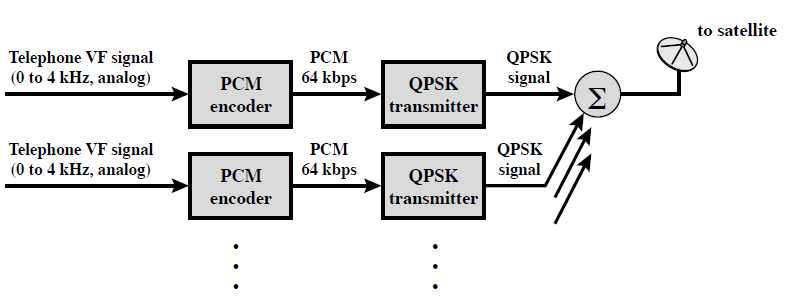 to satellite
Telephone VF signal
(0 to 4 kHz, analog)
PCM
encoder
PCM
64 kbps
QPSK
transmitter
QPSK
signal
Σ
Telephone VF signal
(0 to 4 kHz, analog)
PCM
encoder
PCM
64 kbps
QPSK
transmitter
QPSK
signal